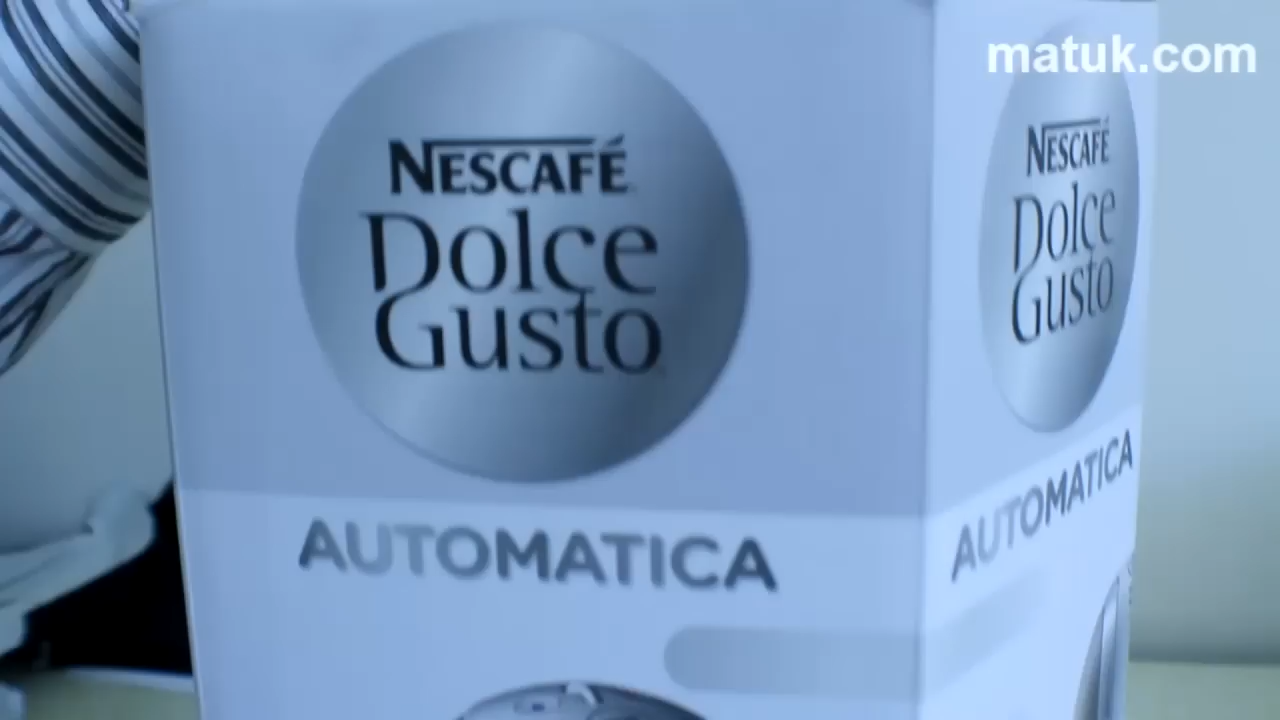 matuk.com
NESCAFÉ
Dolce
Gusto
AUTOMATICA
NESCAFÉ
Dolce
Gusto
AUTOMATICA